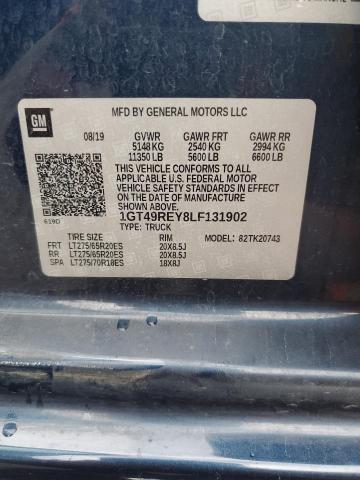 GM
MFD BY GENERAL MOTORS LLC
08/19 GVWR GAWR FRT GAWR RR
5148 KG 2540 KG 2994 KG
11350 LB 5600 LB 6600 LB
THIS VEHICLE CONFORMS TO ALL
APPLICABLE U.S. FEDERAL MOTOR
VEHICLE SAFETY STANDARDS IN EFFECT ON
THE DATE OF MANUFACTURE SHOWN ABOVE.
619D 1GT49REY8LF131902
TYPE: TRUCK
TIRE SIZE RIM MODEL: 82TK20743
FRT LT275/65R20ES 20X8.5J
RR LT275/65R20ES 20X8.5J
SPA LT275/70R18ES 18X8J